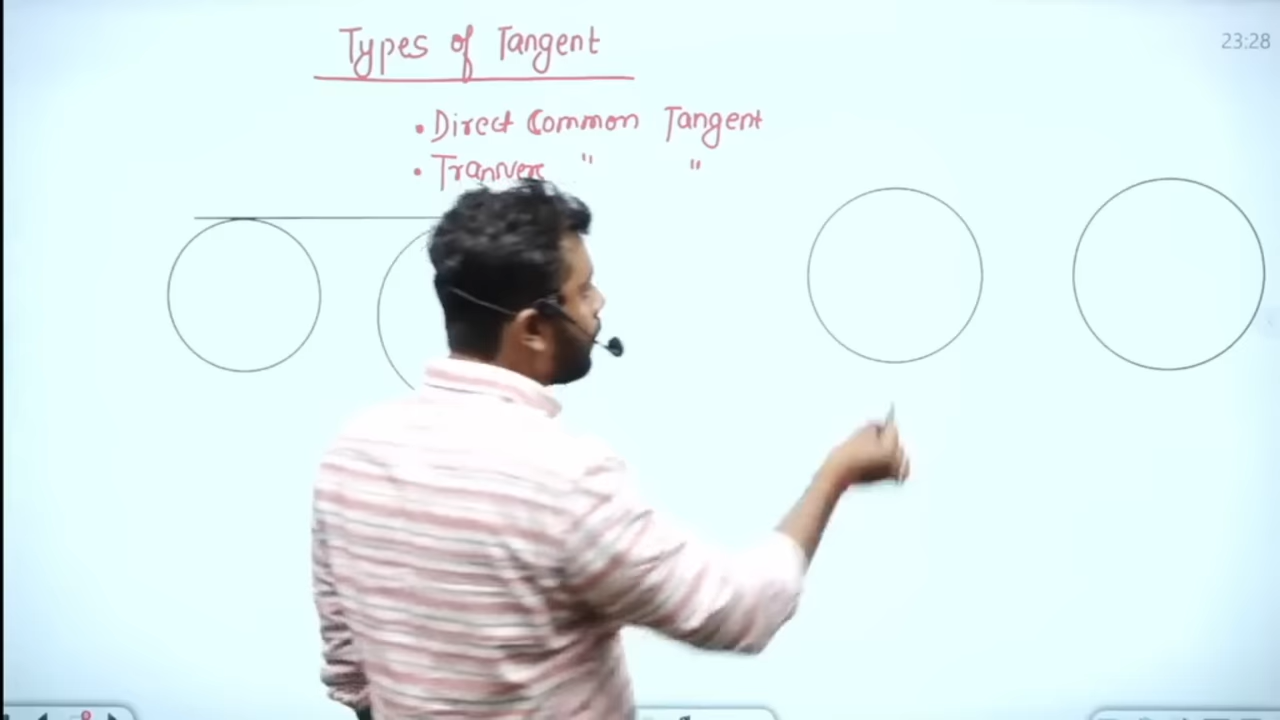 Types of Tangent
23:28
• Direct Common Tangent
• Tranvers " "